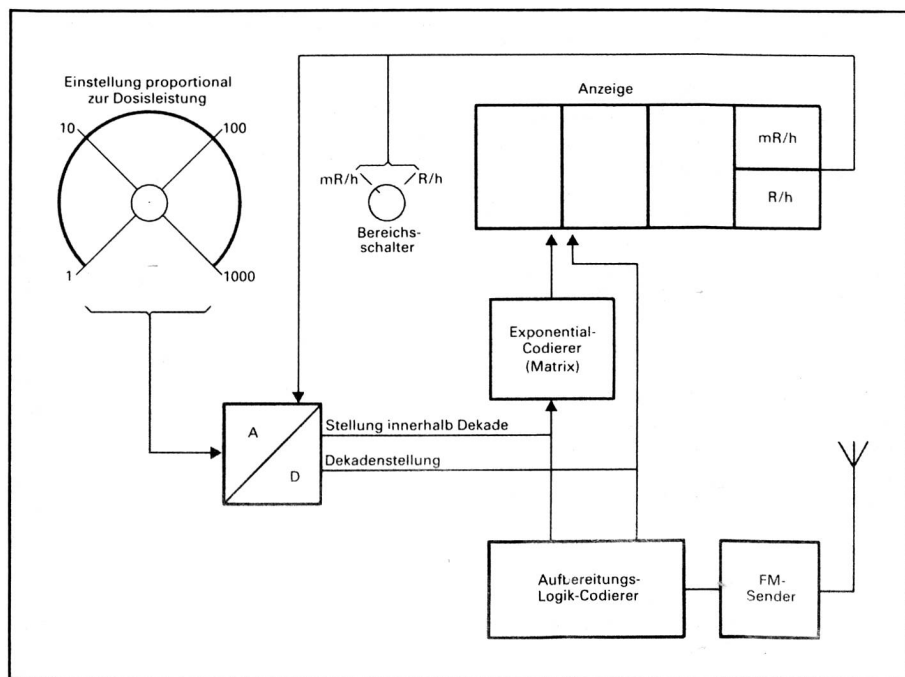 Einstellung proportional
zur Dosisleistung
10
100
1
1000
mR/h
R/h
Bereichs-
schalter
Anzeige
mR/h
R/h
Exponential-
Codierer
(Matrix)
A
D
Stellung innerhalb Dekade
Dekadenstellung
Aufbereitungs-
Logik-Codierer
FM-
Sender